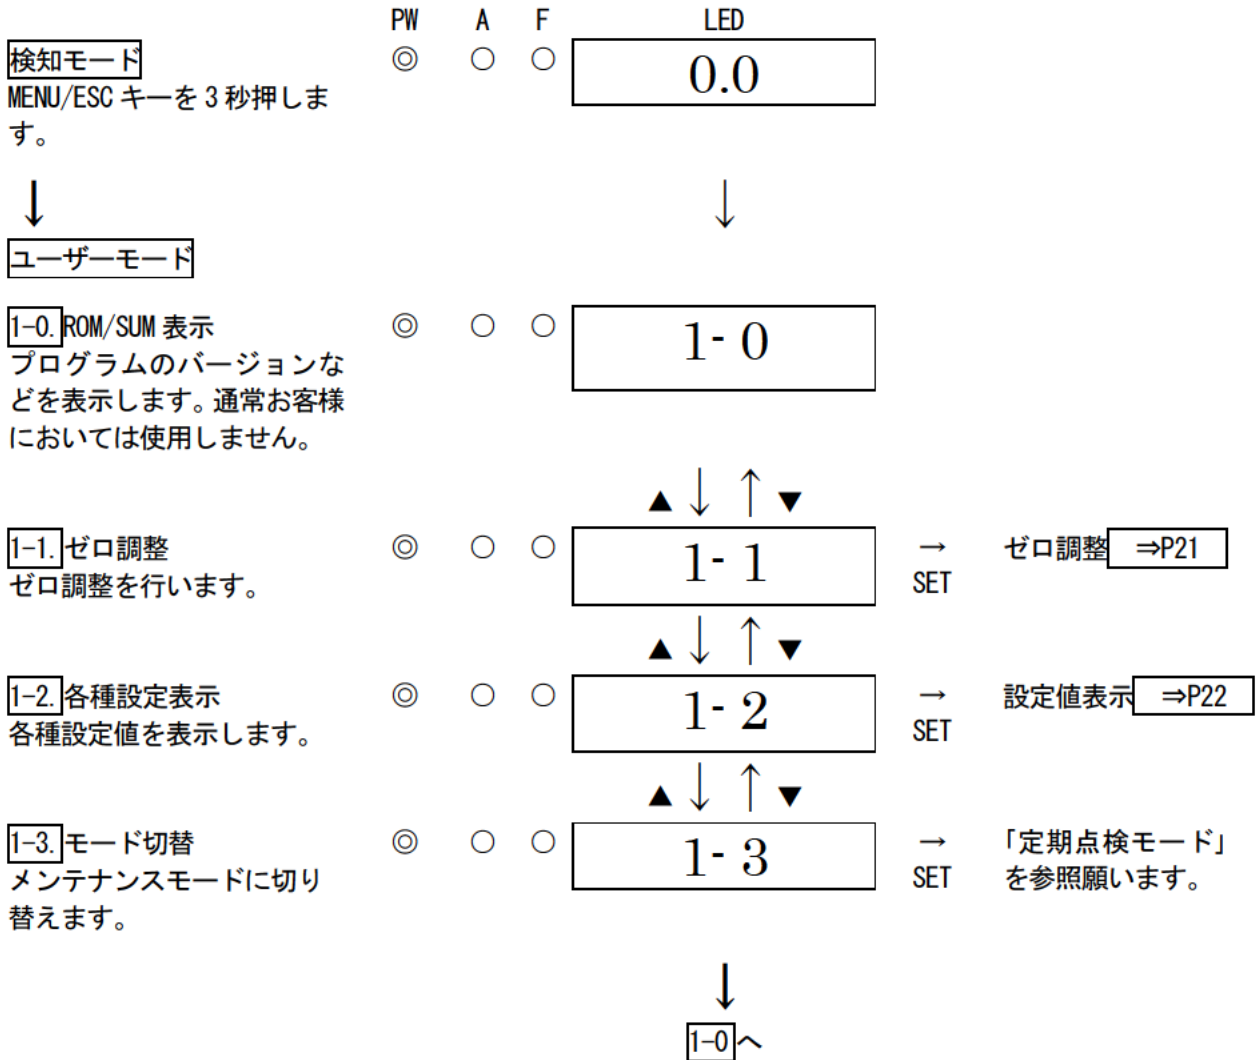 PW A F LED
検知モード ◎ ○ ○ 0.0
MENU/ESC キーを 3 秒押しま
す。
↓ ↓
ユーザーモード
1-0. ROM/SUM 表示 ◎ ○ ○ 1- 0
プログラムのバージョンな
どを表示します。通常お客様
においては使用しません。
▲ ↓ ↑ ▼
1-1. ゼロ調整 ◎ ○ ○ 1- 1 → ゼロ調整 ⇒P21
ゼロ調整を行います。 SET
▲ ↓ ↑ ▼
1-2. 各種設定表示 ◎ ○ ○ 1- 2 → 設定値表示 ⇒P22
各種設定値を表示します。 SET
▲ ↓ ↑ ▼
1-3. モード切替 ◎ ○ ○ 1- 3 → 「定期点検モード」
メンテナンスモードに切り SET を参照願います。
替えます。
↓
1-0 へ